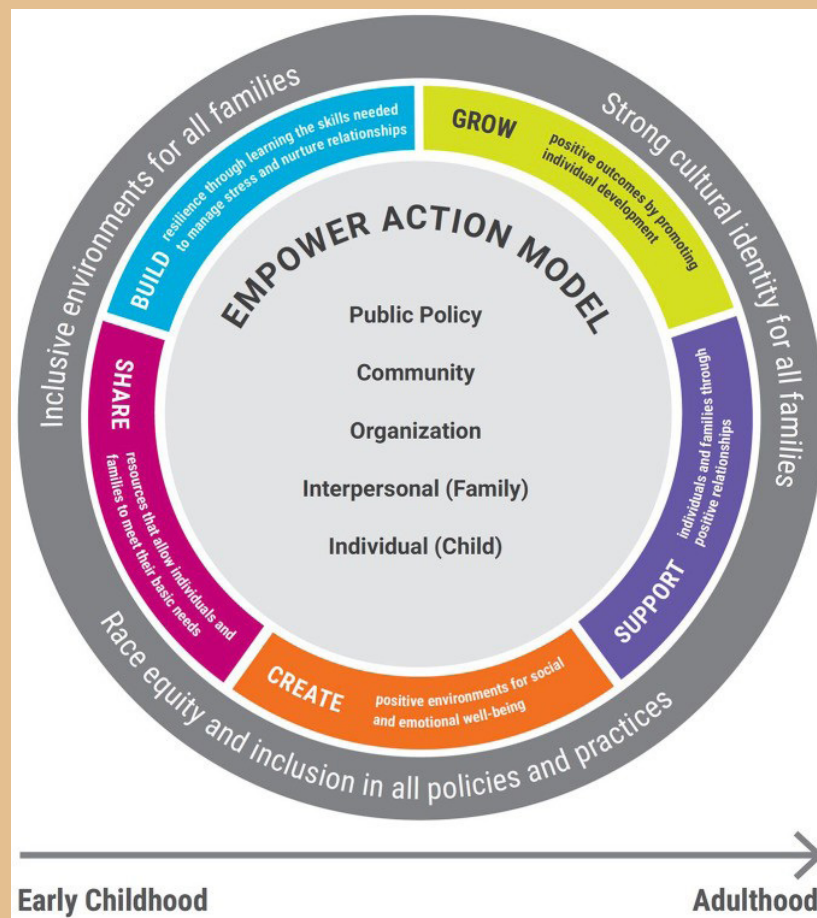 Inclusive environments for all families
Strong cultural identity for all families
Race equity and inclusion in all policies and practices
BUILD
resilience through learning the skills needed
to manage stress and nurture relationships
GROW
positive outcomes by promoting
individual development
SUPPORT
individuals and families through
positive relationships
CREATE
positive environments for social
and emotional well-being
SHARE
resources that allow individuals and
families to meet their basic needs
EMPOWER ACTION MODEL
Public Policy
Community
Organization
Interpersonal (Family)
Individual (Child)
Early Childhood
Adulthood